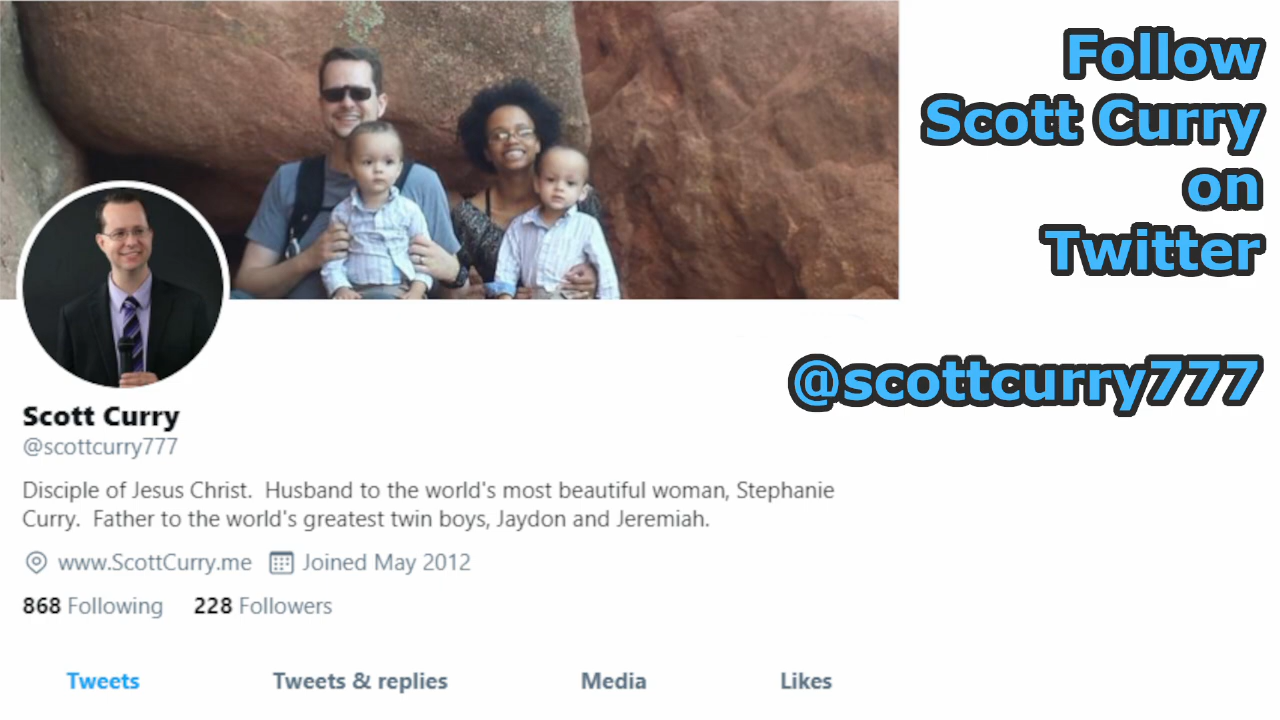 Follow
Scott Curry
on
Twitter
@scottcurry777
Scott Curry
@scottcurry777
Disciple of Jesus Christ.  Husband to the world's most beautiful woman, Stephanie
Curry.  Father to the world's greatest twin boys, Jaydon and Jeremiah.
www.ScottCurry.me Joined May 2012
868 Following 228 Followers
Tweets Tweets & replies Media Likes